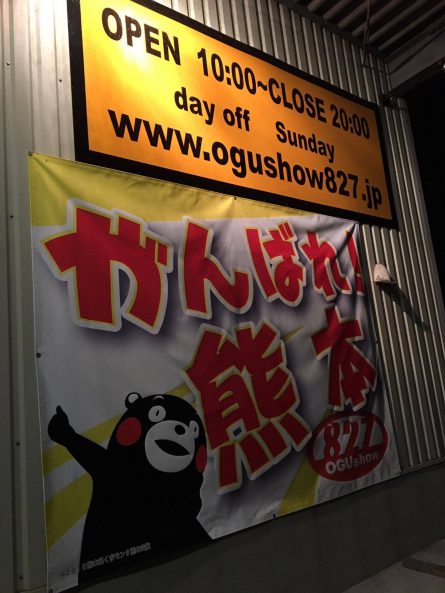 OPEN 10:00~CLOSE 20:00
day off Sunday
www.ogushow827.jp
がんばれ!
熊本
827
OGUshow